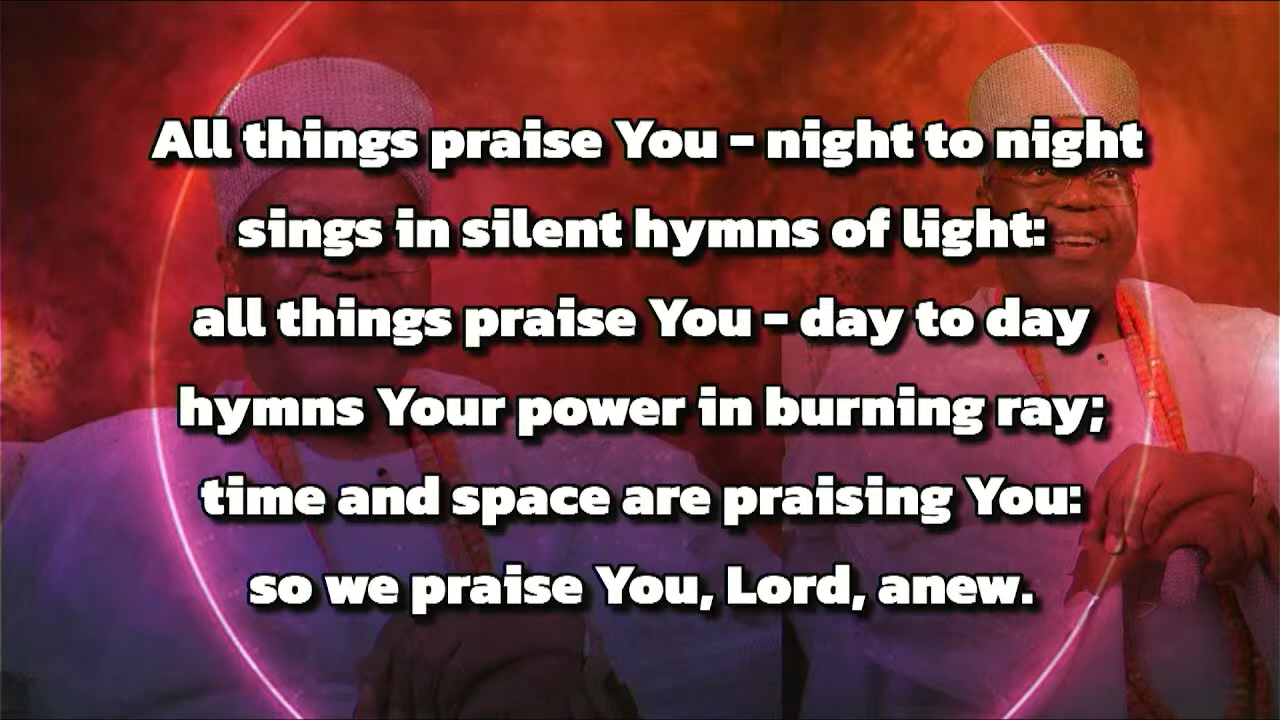 All things praise You - night to night
sings in silent hymns of light:
all things praise You - day to day
hymns Your power in burning ray;
time and space are praising You:
so we praise You, Lord, anew.